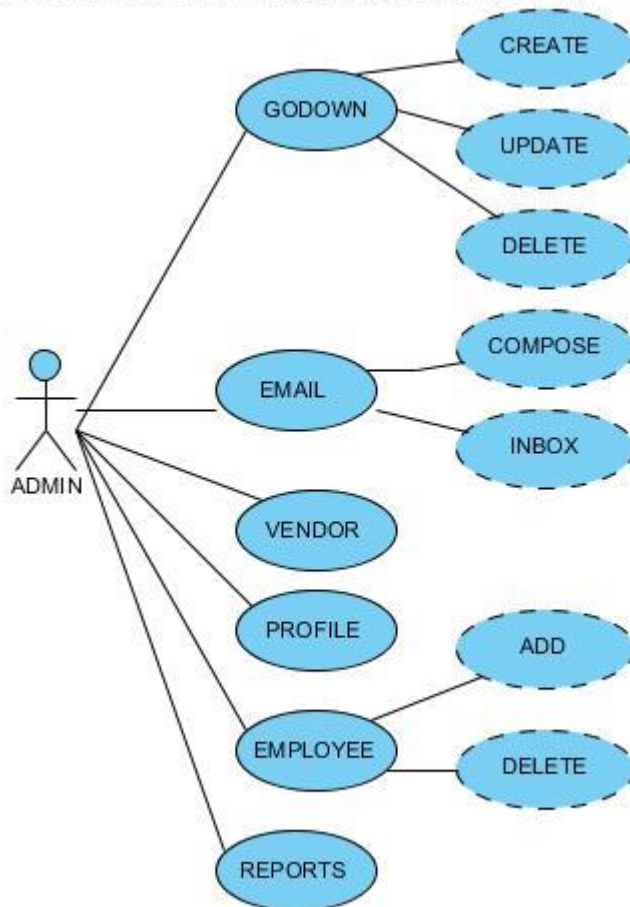 CREATE
GODOWN
UPDATE
DELETE
COMPOSE
EMAIL
INBOX
ADMIN
VENDOR
PROFILE
ADD
EMPLOYEE
DELETE
REPORTS